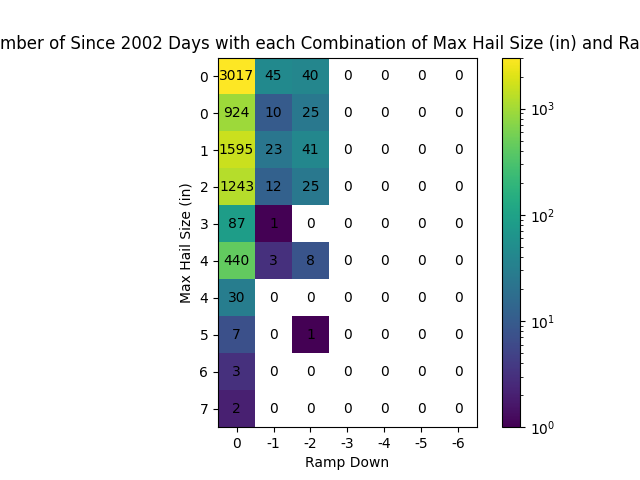 mber of Since 2002 Days with each Combination of Max Hail Size (in) and Ra
0 3017 45 40 0 0 0 0
0 924 10 25 0 0 0 0
1 1595 23 41 0 0 0 0
2 1243 12 25 0 0 0 0
3 87 1 0 0 0 0 0
4 440 3 8 0 0 0 0
4 30 0 0 0 0 0 0
5 7 0 1 0 0 0 0
6 3 0 0 0 0 0 0
7 2 0 0 0 0 0 0
0 -1 -2 -3 -4 -5 -6
Ramp Down
Max Hail Size (in)
10³
10²
10¹
10⁰